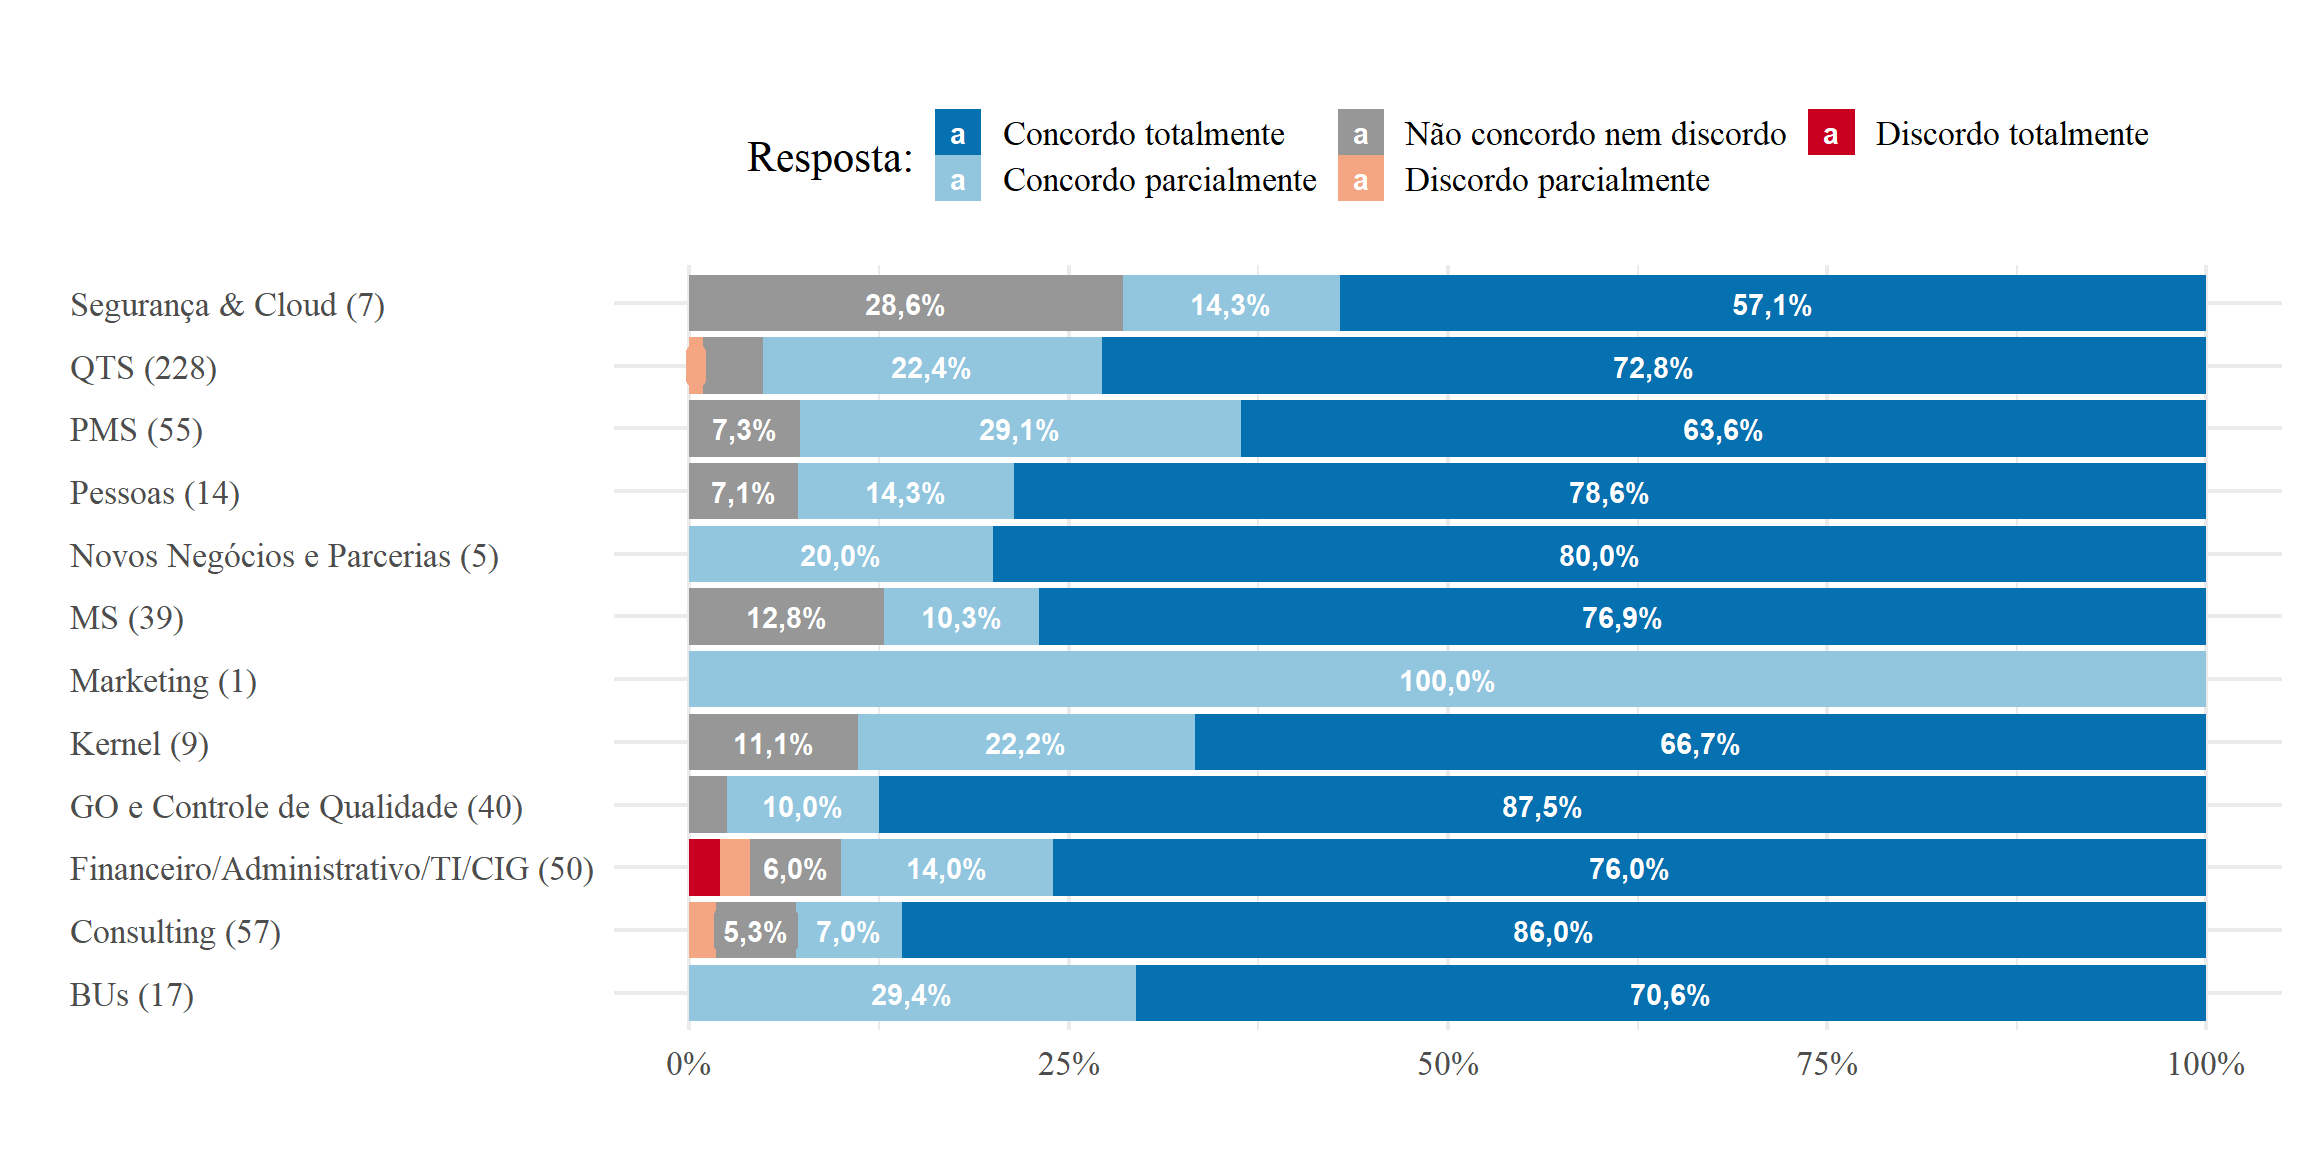 Resposta:
a Concordo totalmente a Não concordo nem discordo a Discordo totalmente
a Concordo parcialmente a Discordo parcialmente
Segurança & Cloud (7) 28,6% 14,3% 57,1%
QTS (228) 22,4% 72,8%
PMS (55) 7,3% 29,1% 63,6%
Pessoas (14) 7,1% 14,3% 78,6%
Novos Negócios e Parcerias (5) 20,0% 80,0%
MS (39) 12,8% 10,3% 76,9%
Marketing (1) 100,0%
Kernel (9) 11,1% 22,2% 66,7%
GO e Controle de Qualidade (40) 10,0% 87,5%
Financeiro/Administrativo/TI/CIG (50) 6,0% 14,0% 76,0%
Consulting (57) 5,3% 7,0% 86,0%
BUs (17) 29,4% 70,6%
0% 25% 50% 75% 100%